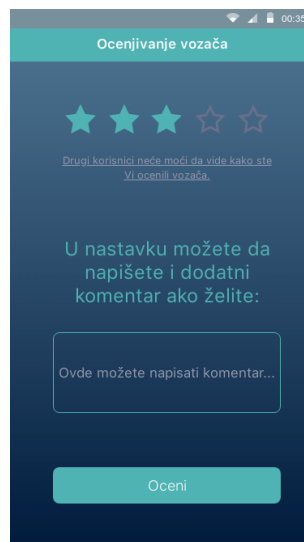 00:35
Ocenjivanje vozača
Drugi korisnici neće moći da vide kako ste
Vi ocenili vozača.
U nastavku možete da
napišete i dodatni
komentar ako želite:
Ovde možete napisati komentar...
Oceni